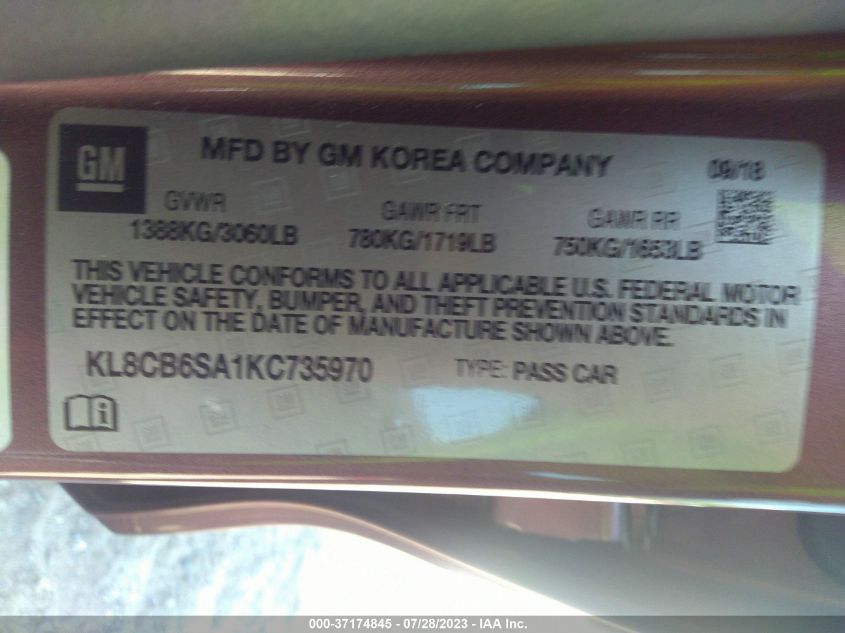 GM
MFD BY GM KOREA COMPANY 09/18
GVWR GAWR FRT GAWR RR
1388KG/3060LB 780KG/1719LB 750KG/1653LB
THIS VEHICLE CONFORMS TO ALL APPLICABLE U.S. FEDERAL MOTOR
VEHICLE SAFETY, BUMPER, AND THEFT PREVENTION STANDARDS IN
EFFECT ON THE DATE OF MANUFACTURE SHOWN ABOVE.
KL8CB6SA1KC735970 TYPE: PASS CAR
000-37174845 - 07/28/2023 - IAA Inc.